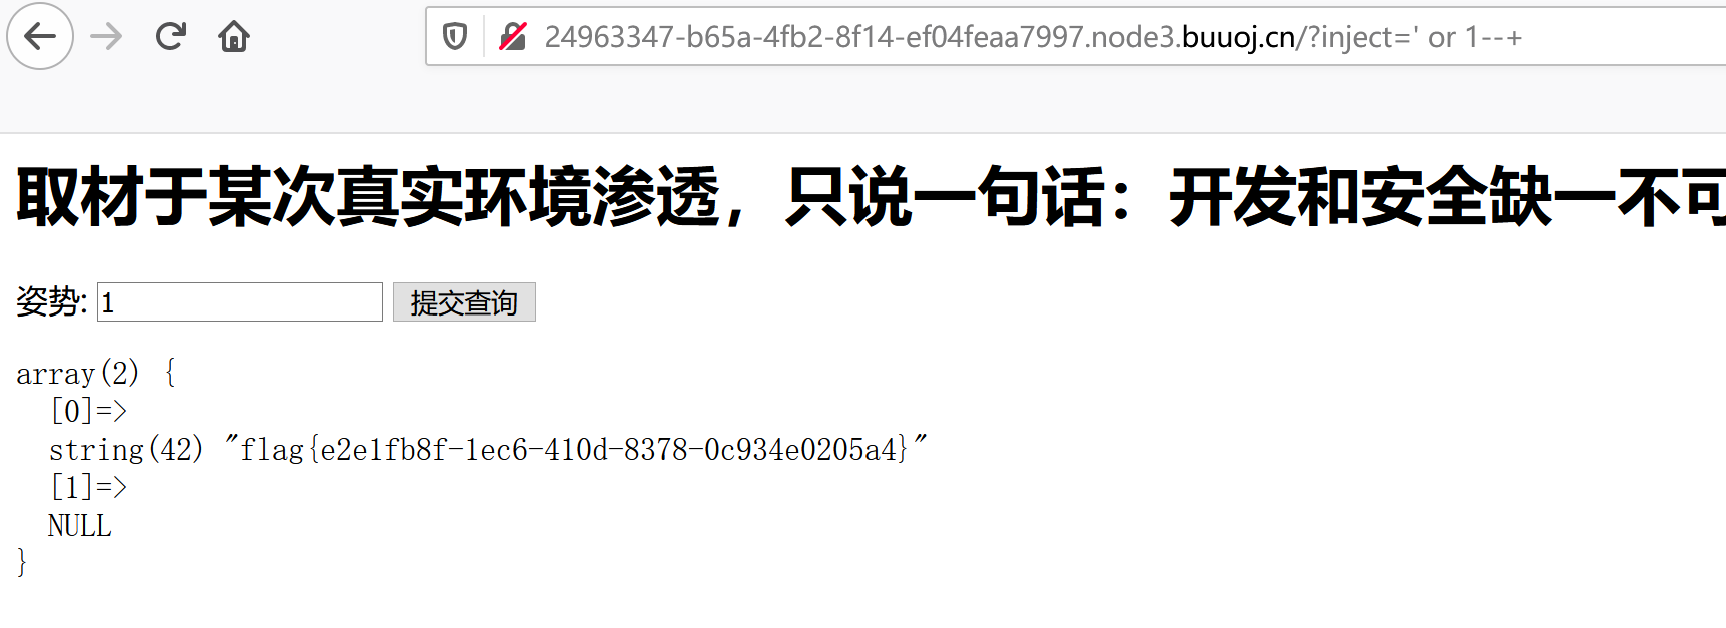 24963347-b65a-4fb2-8f14-ef04feaa7997.node3.buuoj.cn/?inject=' or 1--+
取材于某次真实环境渗透，只说一句话：开发和安全缺一不可
姿势: 1 提交查询
array(2) {
[0]=>
string(42) "flag{e2e1fb8f-1ec6-410d-8378-0c934e0205a4}"
[1]=>
NULL
}